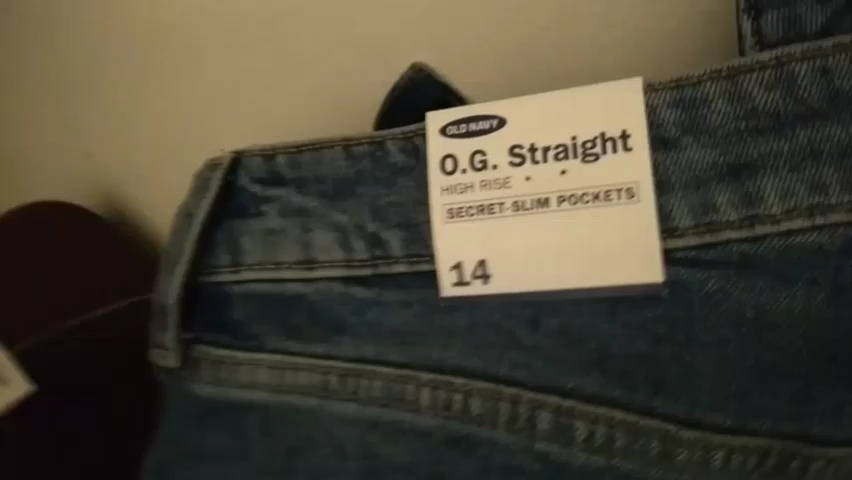 OLD NAVY
O.G. Straight
HIGH RISE
SECRET-SLIM POCKETS
14